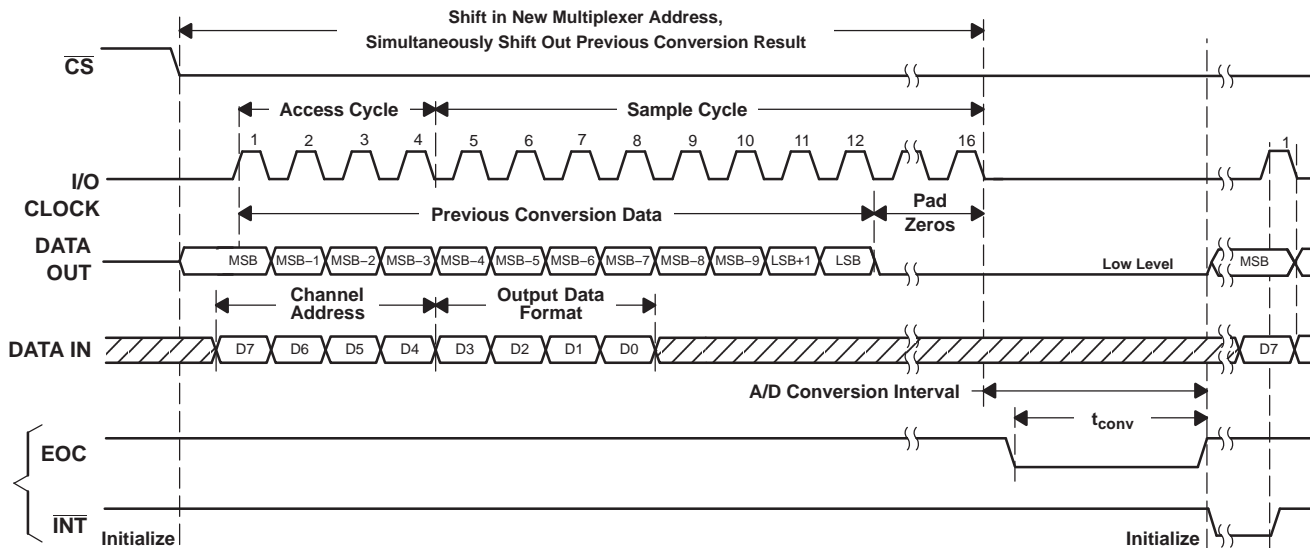 Shift in New Multiplexer Address,
Simultaneously Shift Out Previous Conversion Result
CS
Access Cycle
Sample Cycle
1 2 3 4 5 6 7 8 9 10 11 12 16 1
I/O
CLOCK
Previous Conversion Data
Pad
Zeros
DATA
OUT
MSB MSB–1 MSB–2 MSB–3 MSB–4 MSB–5 MSB–6 MSB–7 MSB–8 MSB–9 LSB+1 LSB Low Level MSB
Channel
Address
Output Data
Format
DATA IN
D7 D6 D5 D4 D3 D2 D1 D0 D7
A/D Conversion Interval
tconv
EOC
INT
Initialize
Initialize